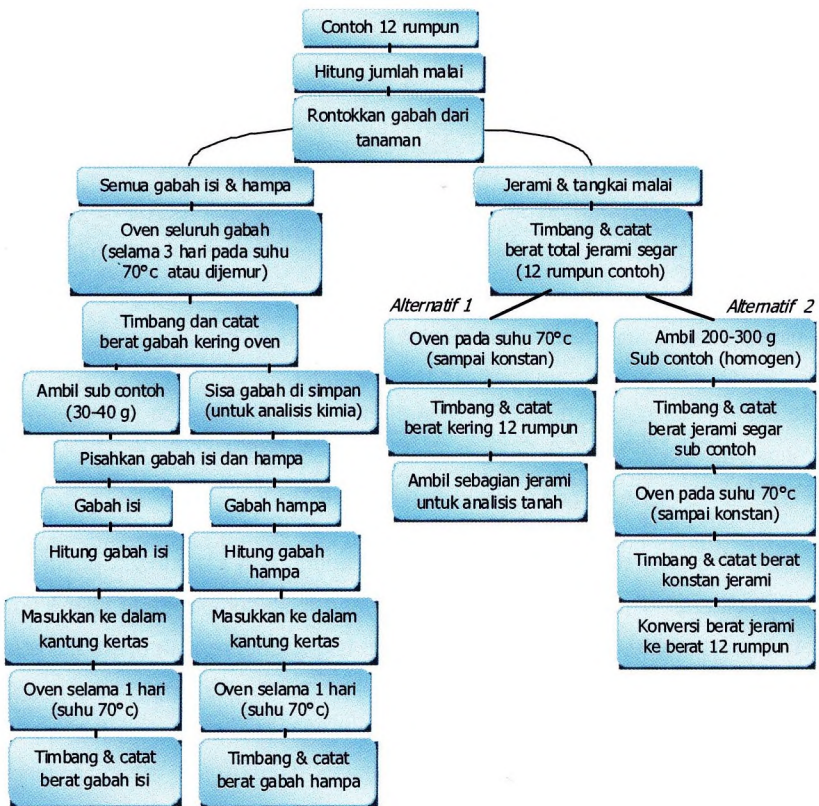 Contoh 12 rumpun
Hitung jumlah malai
Rontokkan gabah dari
tanaman
Semua gabah isi & hampa
Oven seluruh gabah
(selama 3 hari pada suhu
70°c atau dijemur)
Timbang dan catat
berat gabah kering oven
Ambil sub contoh
(30-40 g)
Sisa gabah di simpan
(untuk analisis kimia)
Pisahkan gabah isi dan hampa
Gabah isi
Hitung gabah isi
Masukkan ke dalam
kantung kertas
Oven selama 1 hari
(suhu 70°c)
Timbang & catat
berat gabah isi
Gabah hampa
Hitung gabah
hampa
Masukkan ke dalam
kantung kertas
Oven selama 1 hari
(suhu 70°c)
Timbang & catat
berat gabah hampa
Jerami & tangkai malai
Timbang & catat
berat total jerami segar
(12 rumpun contoh)
Alternatif 1
Oven pada suhu 70°c
(sampai konstan)
Timbang & catat
berat kering 12 rumpun
Ambil sebagian jerami
untuk analisis tanah
Alternatif 2
Ambil 200-300 g
Sub contoh (homogen)
Timbang & catat
berat jerami segar
sub contoh
Oven pada suhu 70°c
(sampai konstan)
Timbang & catat berat
konstan jerami
Konversi berat jerami
ke berat 12 rumpun